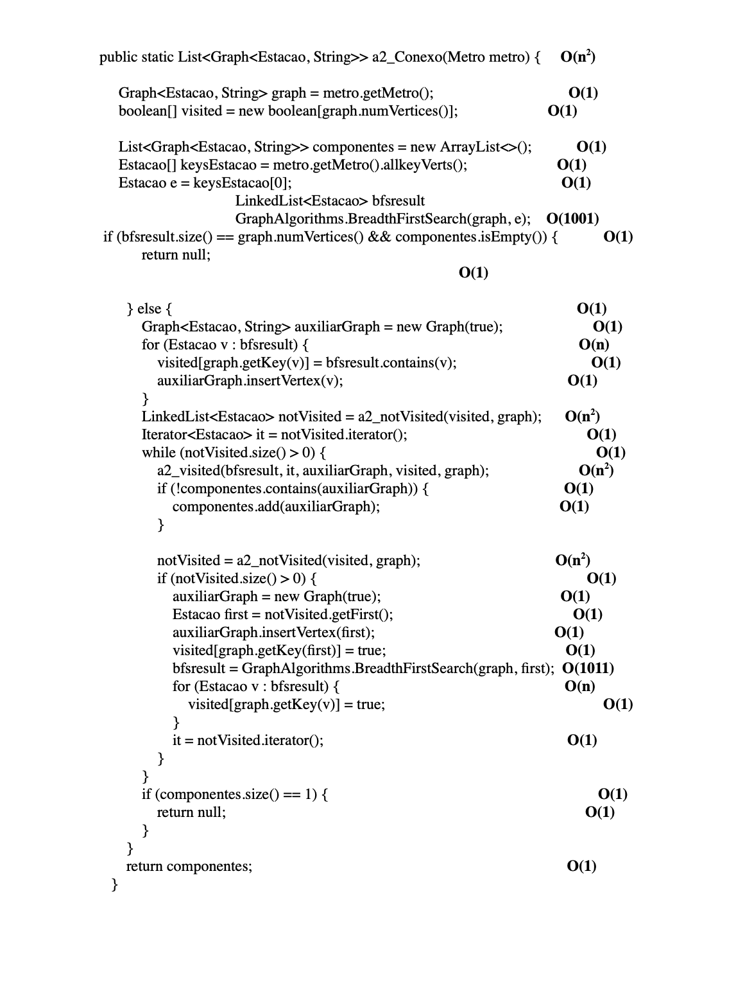 public static List<Graph<Estacao, String>> a2_Conexo(Metro metro) { O(n²)
Graph<Estacao, String> graph = metro.getMetro(); O(1)
boolean[] visited = new boolean[graph.numVertices()]; O(1)
List<Graph<Estacao, String>> componentes = new ArrayList<>(); O(1)
Estacao[] keysEstacao = metro.getMetro().allkeyVerts(); O(1)
Estacao e = keysEstacao[0]; O(1)
LinkedList<Estacao> bfsresult
GraphAlgorithms.BreadthFirstSearch(graph, e); O(1001)
if (bfsresult.size() == graph.numVertices() && componentes.isEmpty()) { O(1)
return null;
O(1)
} else { O(1)
Graph<Estacao, String> auxiliarGraph = new Graph(true); O(1)
for (Estacao v : bfsresult) { O(n)
visited[graph.getKey(v)] = bfsresult.contains(v); O(1)
auxiliarGraph.insertVertex(v); O(1)
}
LinkedList<Estacao> notVisited = a2_notVisited(visited, graph); O(n²)
Iterator<Estacao> it = notVisited.iterator(); O(1)
while (notVisited.size() > 0) { O(1)
a2_visited(bfsresult, it, auxiliarGraph, visited, graph); O(n²)
if (!componentes.contains(auxiliarGraph)) { O(1)
componentes.add(auxiliarGraph); O(1)
}
notVisited = a2_notVisited(visited, graph); O(n²)
if (notVisited.size() > 0) { O(1)
auxiliarGraph = new Graph(true); O(1)
Estacao first = notVisited.getFirst(); O(1)
auxiliarGraph.insertVertex(first); O(1)
visited[graph.getKey(first)] = true; O(1)
bfsresult = GraphAlgorithms.BreadthFirstSearch(graph, first); O(1011)
for (Estacao v : bfsresult) { O(n)
visited[graph.getKey(v)] = true; O(1)
}
it = notVisited.iterator(); O(1)
}
}
if (componentes.size() == 1) { O(1)
return null; O(1)
}
}
return componentes; O(1)
}